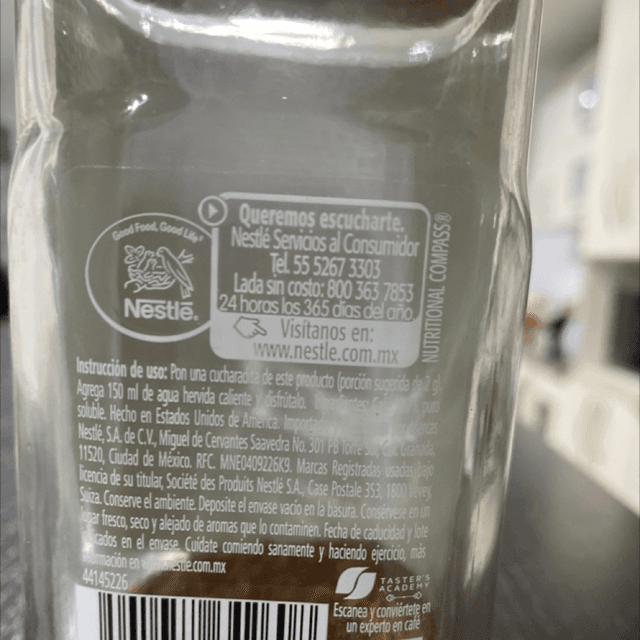 Good Food, Good Life
Nestlé®
Queremos escucharte.
Nestlé Servicios al Consumidor
Tel. 55 5267 3303
Lada sin costo: 800 363 7853
24 horas los 365 días del año
Visítanos en:
www.nestle.com.mx
NUTRITIONAL COMPASS®
Instrucción de uso: Pon una cucharadita de este producto (porción sugerida de 2 g).
Agrega 150 ml de agua hervida caliente y disfrútalo. puro
soluble. Hecho en Estados Unidos de América.
Nestlé, S.A. de C.V., Miguel de Cervantes Saavedra No. 301
11520, Ciudad de México. RFC. MNE0409226K9. Marcas Registradas usadas bajo
licencia de su titular, Société des Produits Nestlé S.A., Case Postale 353, 1800 Vevey,
Suiza. Conserve el ambiente. Deposite el envase vacío en la basura. Consérvese en un
lugar fresco, seco y alejado de aromas que lo contaminen. Fecha de caducidad y lote
en el envase. Cuídate comiendo sanamente y haciendo ejercicio, más
información en
44145226
TASTER'S
ACADEMY
Escanea y conviértete en
un experto en café